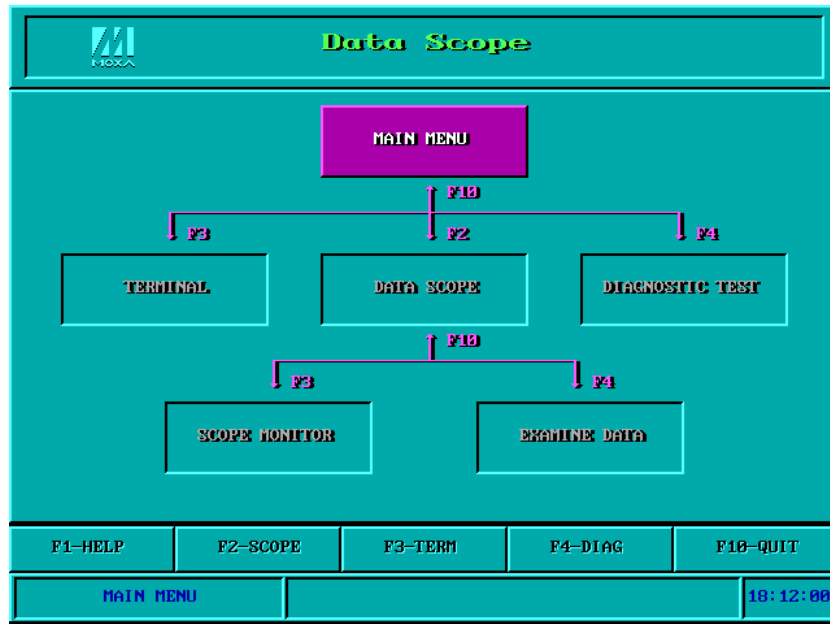 MOXA
Data Scope
MAIN MENU
F10
F3 F2 F4
TERMINAL DATA SCOPE DIAGNOSTIC TEST
F10
F3 F4
SCOPE MONITOR EXAMINE DATA
F1-HELP F2-SCOPE F3-TERM F4-DIAG F10-QUIT
MAIN MENU 18:12:00